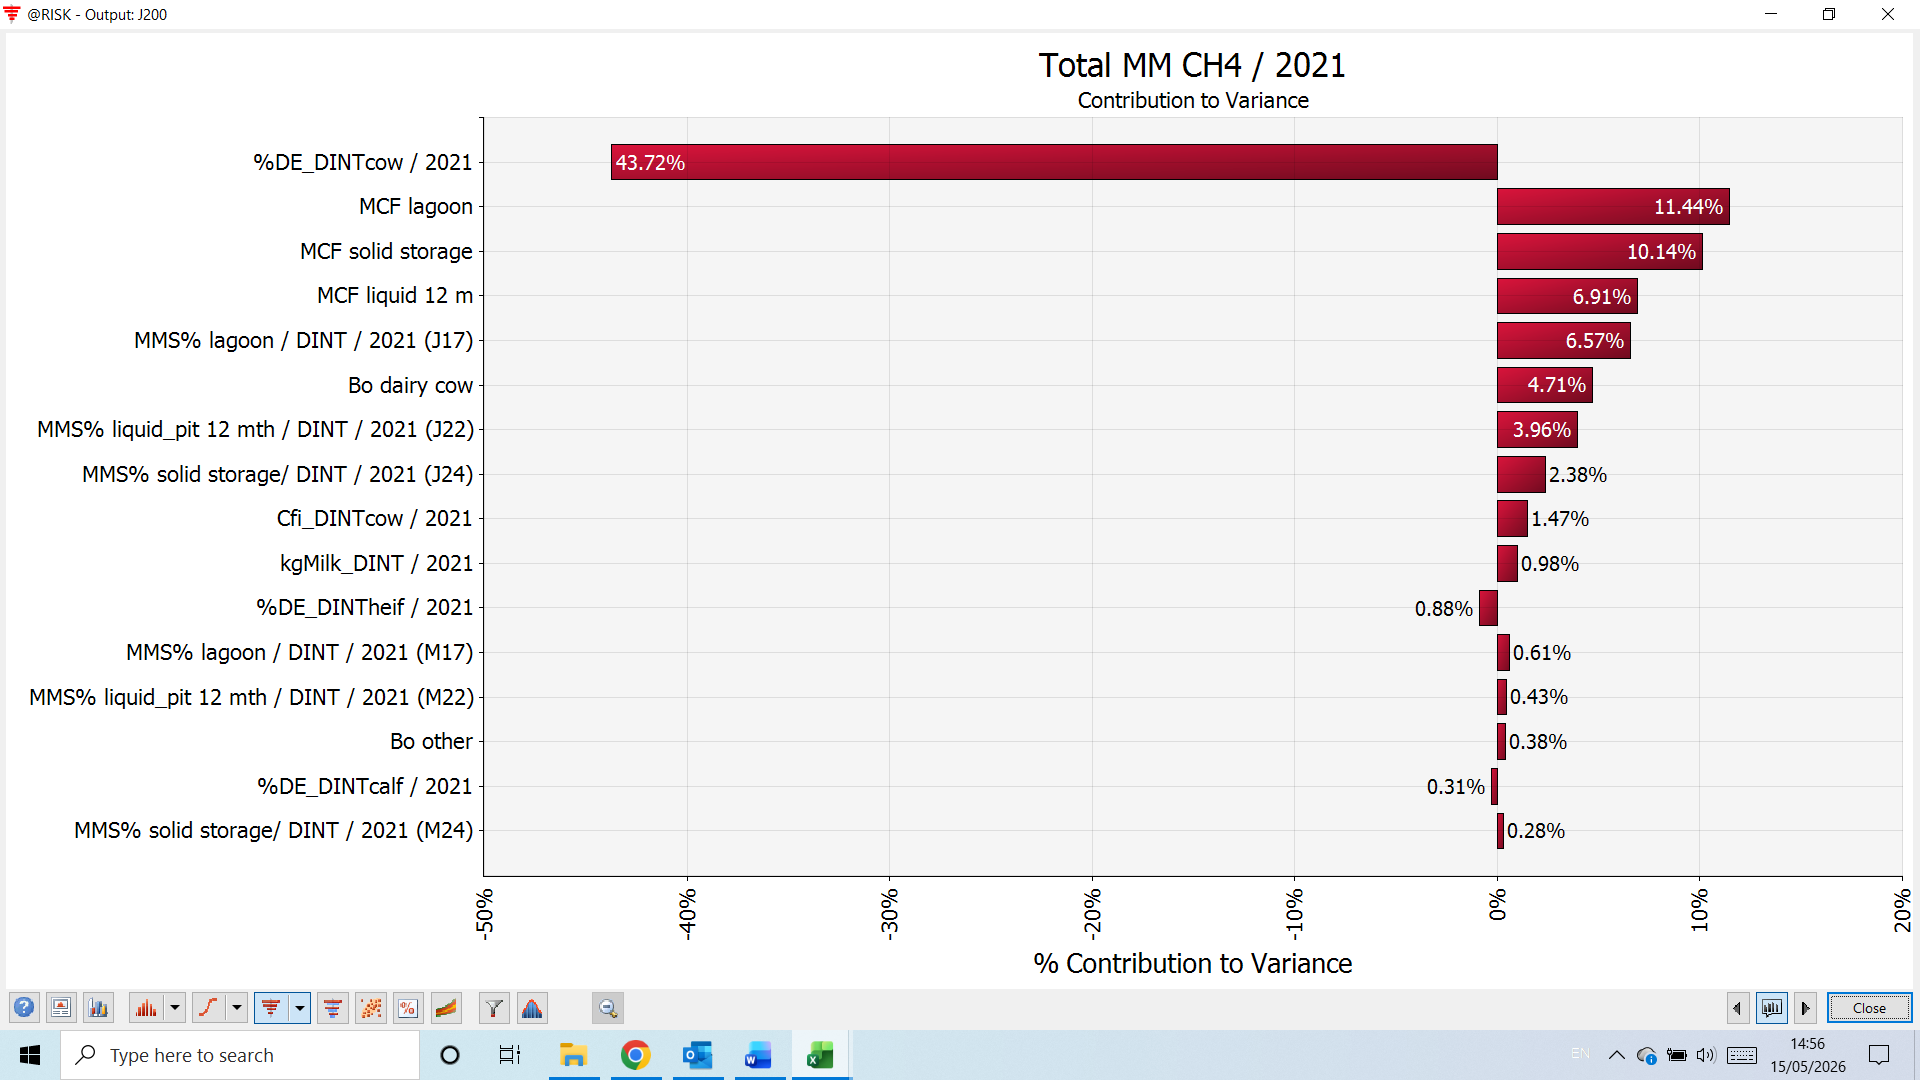 @RISK - Output: J200
Total MM CH4 / 2021
Contribution to Variance
%DE_DINTcow / 2021
43.72%
MCF lagoon
11.44%
MCF solid storage
10.14%
MCF liquid 12 m
6.91%
MMS% lagoon / DINT / 2021 (J17)
6.57%
Bo dairy cow
4.71%
MMS% liquid_pit 12 mth / DINT / 2021 (J22)
3.96%
MMS% solid storage/ DINT / 2021 (J24)
2.38%
Cfi_DINTcow / 2021
1.47%
kgMilk_DINT / 2021
0.98%
%DE_DINTheif / 2021
0.88%
MMS% lagoon / DINT / 2021 (M17)
0.61%
MMS% liquid_pit 12 mth / DINT / 2021 (M22)
0.43%
Bo other
0.38%
%DE_DINTcalf / 2021
0.31%
MMS% solid storage/ DINT / 2021 (M24)
0.28%
-50%
-40%
-30%
-20%
-10%
0%
10%
20%
% Contribution to Variance
Close
Type here to search
EN
14:56
15/05/2026